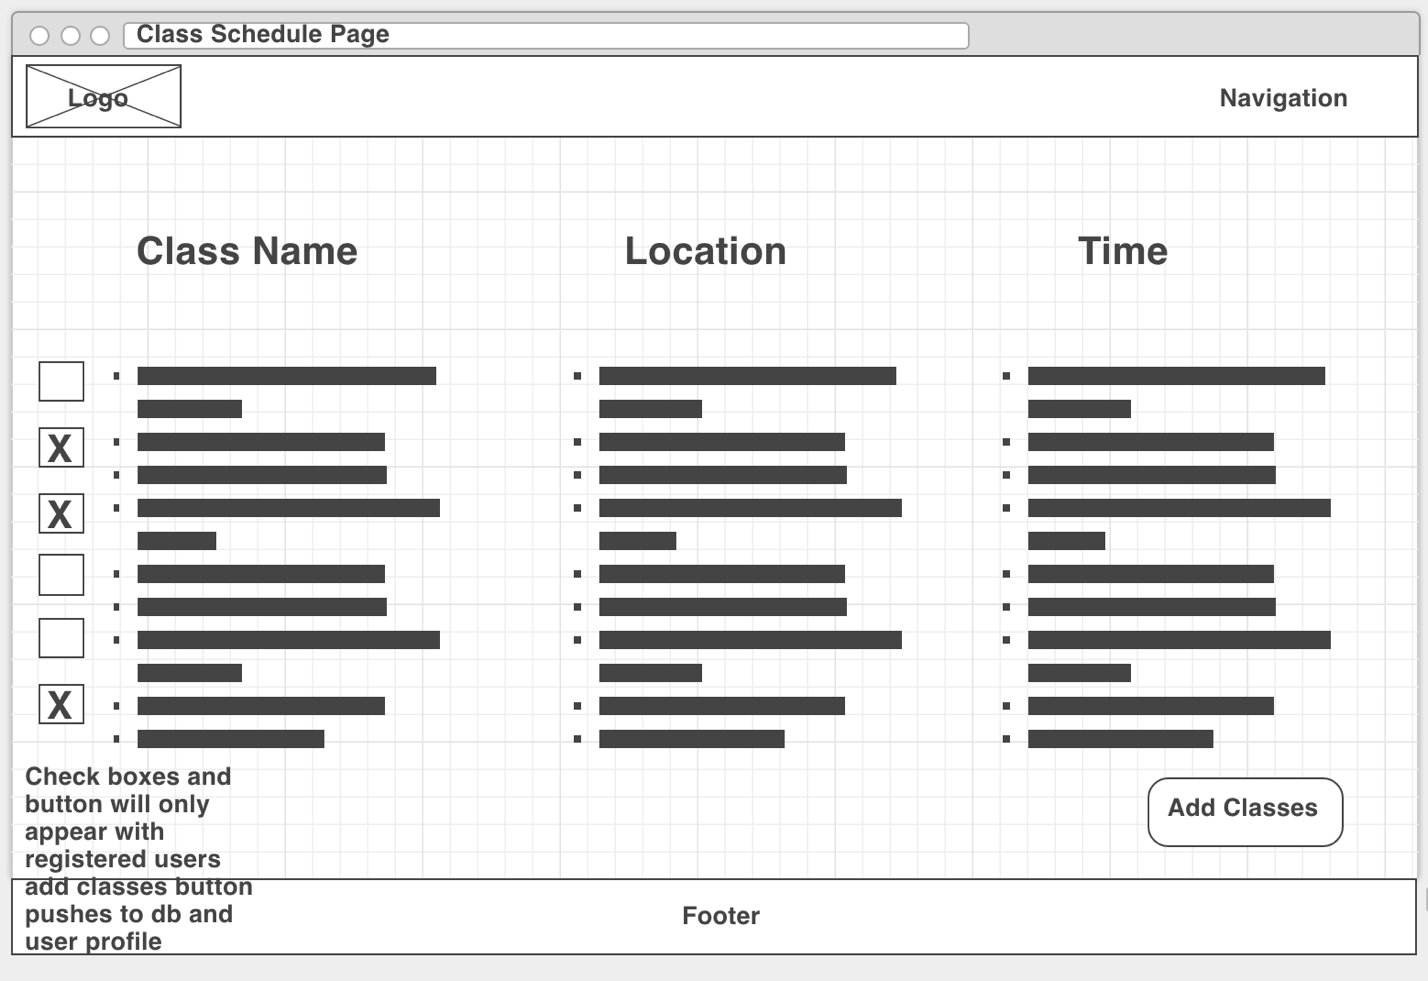 Class Schedule Page
Logo
Navigation
Class Name
Location
Time
X
X
X
Check boxes and
button will only
appear with
registered users
add classes button
pushes to db and
user profile
Add Classes
Footer